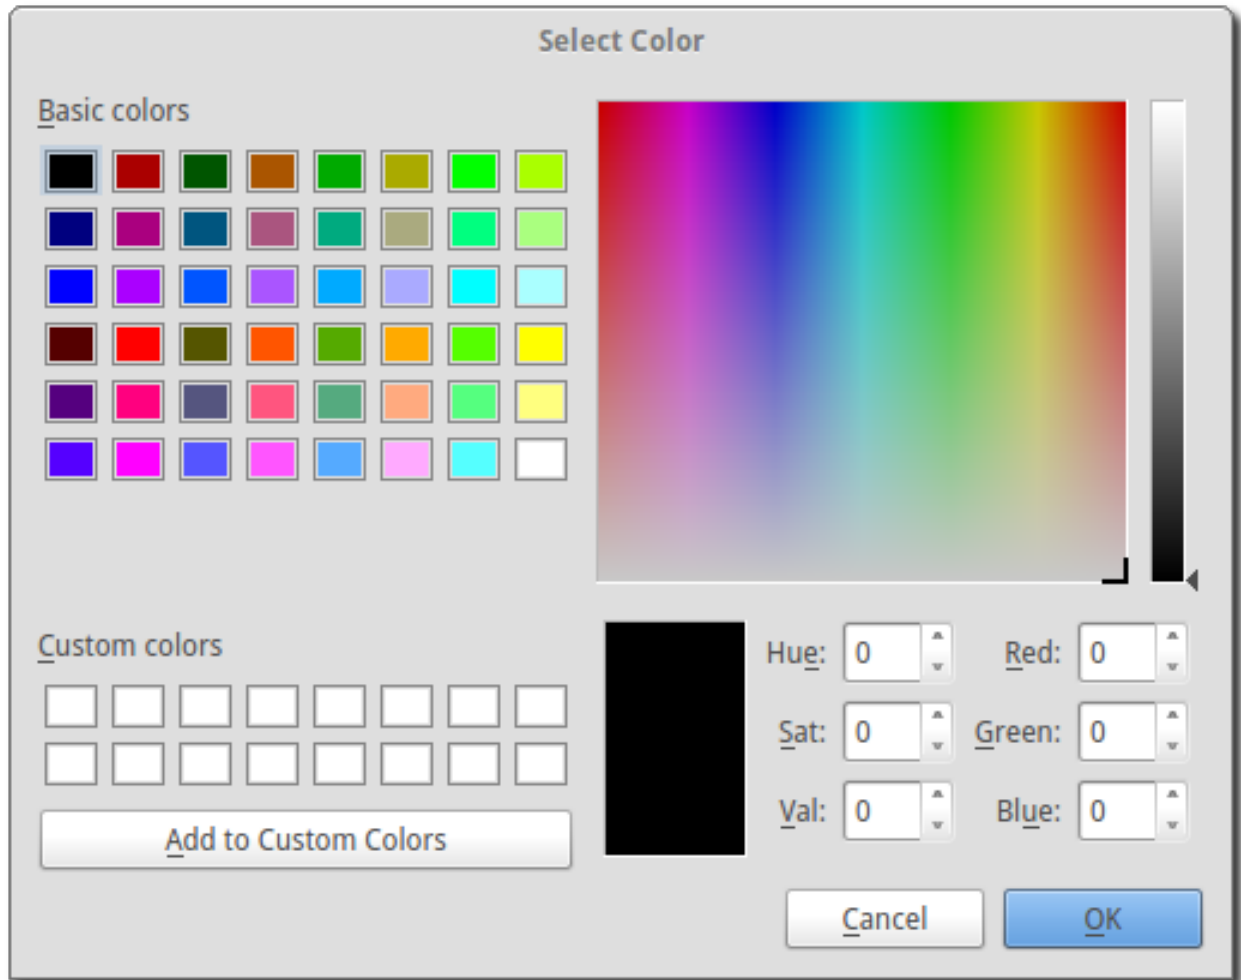 Select Color
Basic colors
Custom colors
Add to Custom Colors
Hue: 0 Red: 0
Sat: 0 Green: 0
Val: 0 Blue: 0
Cancel OK